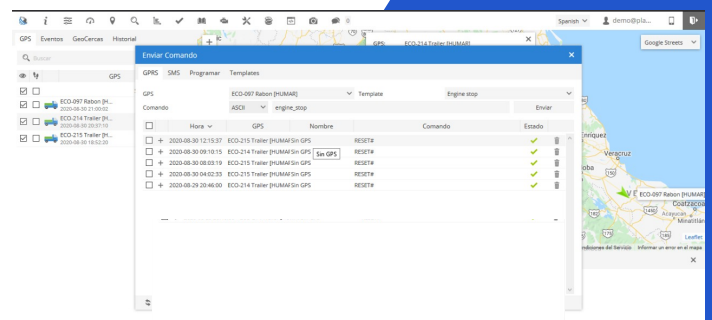 Spanish
demo@pla...
GPS Eventos GeoCercas Historial
Buscar
GPS
ECO-097 Rabon [H...
2020-08-30 21:00:02
ECO-214 Trailer [H...
2020-08-30 20:37:10
ECO-215 Trailer [H...
2020-08-30 18:52:20
GPS: ECO-214 Trailer [HUMAR]
Google Streets
Enviar Comando
GPRS SMS Programar Templates
GPS ECO-097 Rabon [HUMAR] Template Engine stop
Comando ASCII engine_stop Enviar
Hora GPS Nombre Comando Estado
2020-08-30 12:15:37 ECO-215 Trailer [HUMAR Sin GPS RESET#
2020-08-30 09:10:15 ECO-214 Trailer [HUMAR Sin GPS RESET#
Sin GPS
2020-08-30 08:03:19 ECO-215 Trailer [HUMAR Sin GPS RESET#
2020-08-30 04:02:33 ECO-215 Trailer [HUMAR Sin GPS RESET#
2020-08-29 20:46:00 ECO-214 Trailer [HUMAR Sin GPS RESET#
Enríquez
Veracruz
150
ECO-097 Rabon [HUMAR]
Coatzacoa
145D
Acayucan
Minatitlán
185
175
Leaflet
Informar un error en el mapa